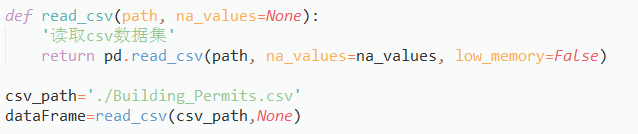 def read_csv(path, na_values=None):
    '读取csv数据集'
    return pd.read_csv(path, na_values=na_values, low_memory=False)

csv_path='./Building_Permits.csv'
dataFrame=read_csv(csv_path,None)